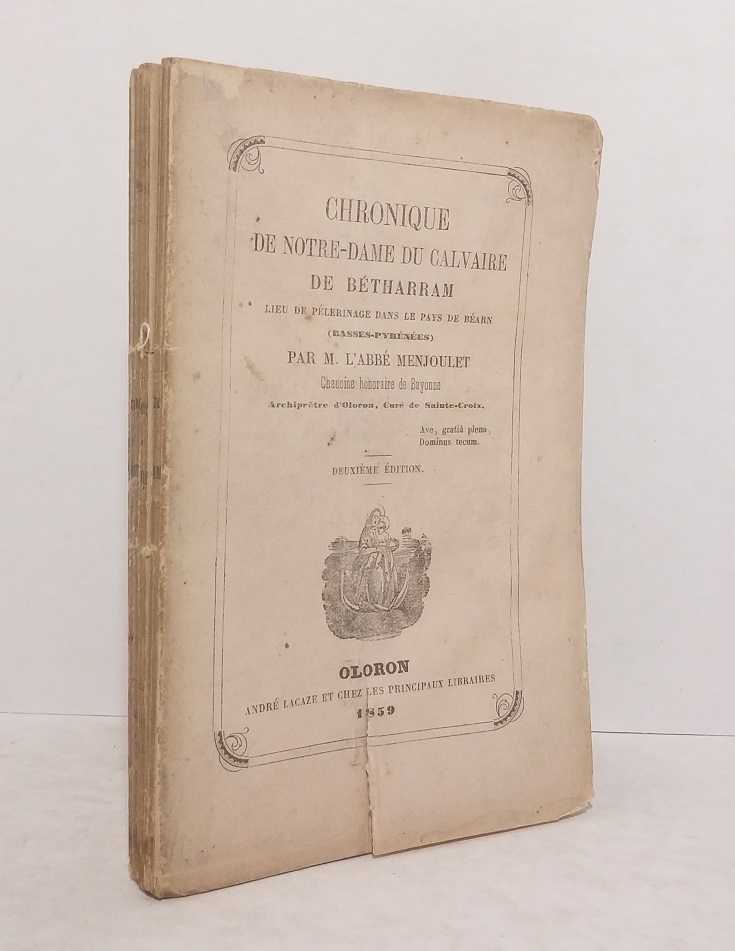 CHRONIQUE
DE NOTRE-DAME DU CALVAIRE
DE BÉTHARRAM
LIEU DE PÉLERINAGE DANS LE PAYS DE BÉARN
(BASSES-PYRÉNÉES)
PAR M. L'ABBÉ MENJOULET
Chanoine honoraire de Bayonne
Archiprêtre d'Oloron, Curé de Sainte-Croix.
Ave, gratiâ plena,
Dominus tecum.
DEUXIÈME ÉDITION.
OLORON
ANDRÉ LACAZE ET CHEZ LES PRINCIPAUX LIBRAIRES
1859